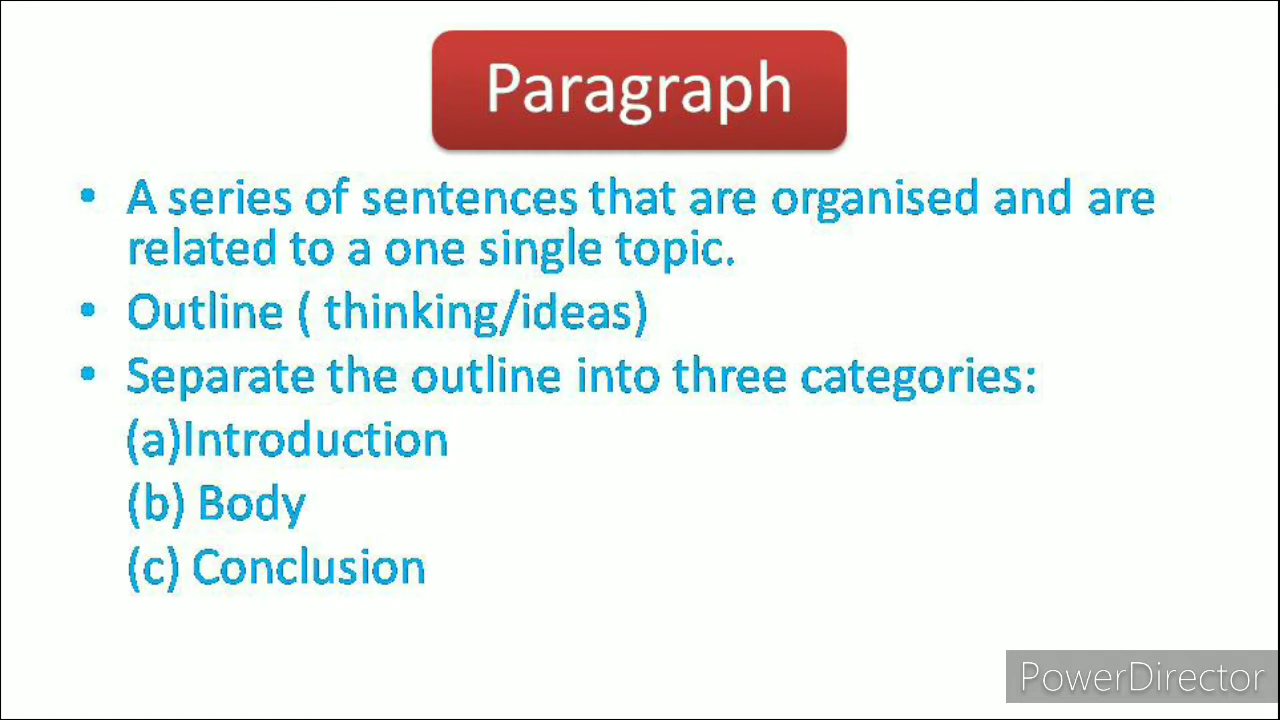 Paragraph
• A series of sentences that are organised and are
related to a one single topic.
• Outline ( thinking/ideas)
• Separate the outline into three categories:
(a)Introduction
(b) Body
(c) Conclusion
PowerDirector